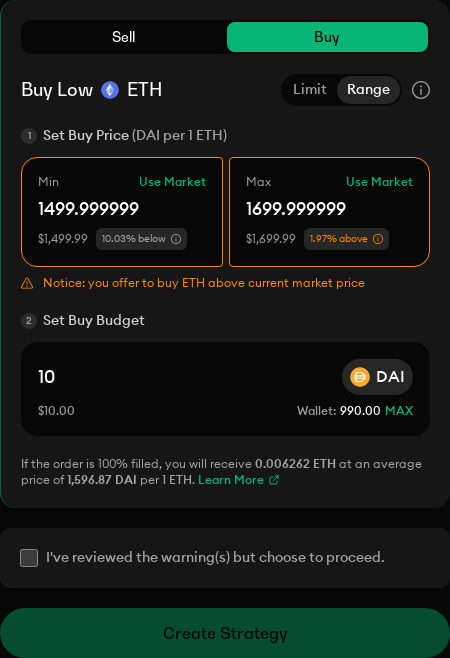 Sell Buy
Buy Low ETH Limit Range
1 Set Buy Price (DAI per 1 ETH)
Min Use Market Max Use Market
1499.999999 1699.999999
$1,499.99 10.03% below $1,699.99 1.97% above
Notice: you offer to buy ETH above current market price
2 Set Buy Budget
10 DAI
$10.00 Wallet: 990.00 MAX
If the order is 100% filled, you will receive 0.006262 ETH at an average
price of 1,596.87 DAI per 1 ETH. Learn More
I've reviewed the warning(s) but choose to proceed.
Create Strategy